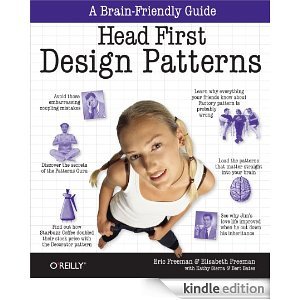 A Brain-Friendly Guide
Head First
Design Patterns
Avoid those
embarrassing
coupling mistakes
Learn why everything
your friends know about
Factory pattern is
probably
wrong
Discover the secrets
of the Patterns Guru
Load the patterns
that matter straight
into your brain
Find out how
Starbuzz Coffee doubled
their stock price with
the Decorator pattern
See why Jim's
love life improved
when he cut down
his inheritance
O'REILLY®
Eric Freeman & Elisabeth Freeman
with Kathy Sierra & Bert Bates
kindle edition